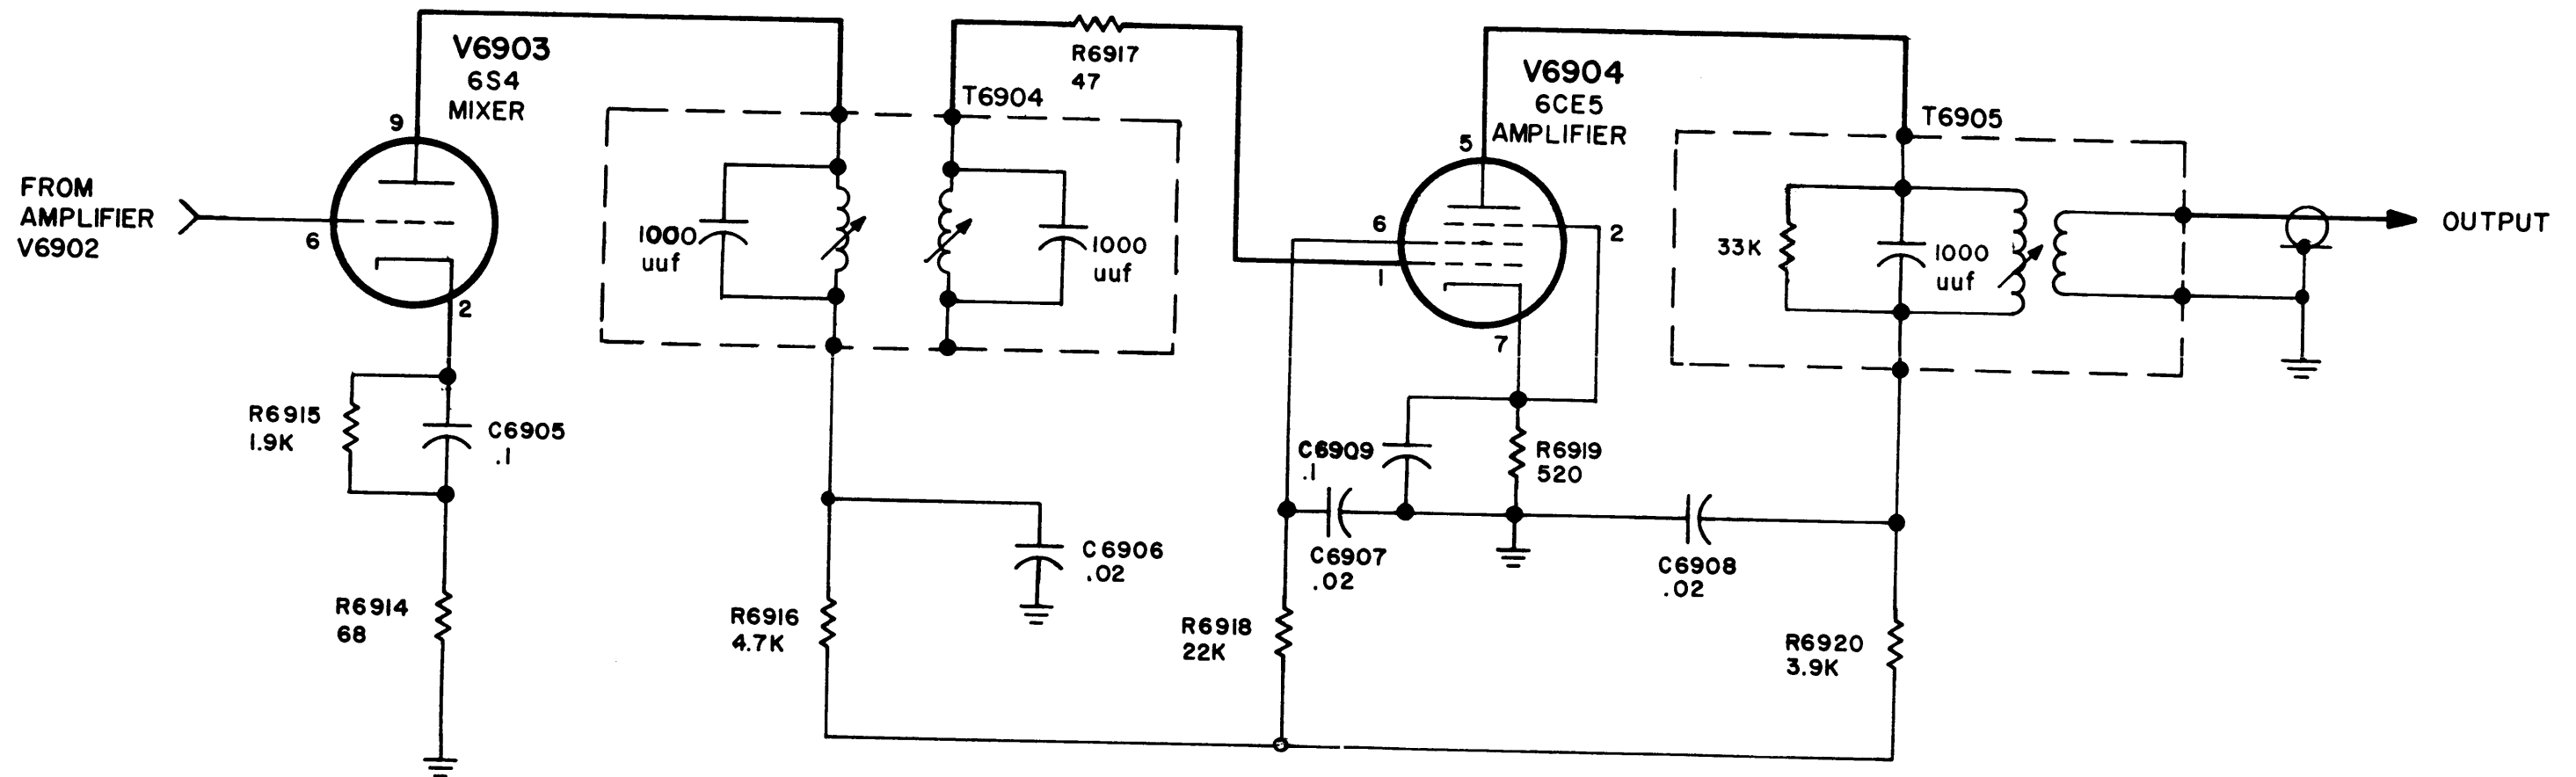 V6903
6S4
MIXER
9
6
2
FROM
AMPLIFIER
V6902
R6915
1.9K
C6905
.1
R6914
68
T6904
1000
uuf
1000
uuf
R6917
47
R6916
4.7K
C6906
.02
V6904
6CE5
AMPLIFIER
5
6
1
2
7
C6909
.1
R6919
520
C6907
.02
R6918
22K
C6908
.02
T6905
33K
1000
uuf
R6920
3.9K
OUTPUT